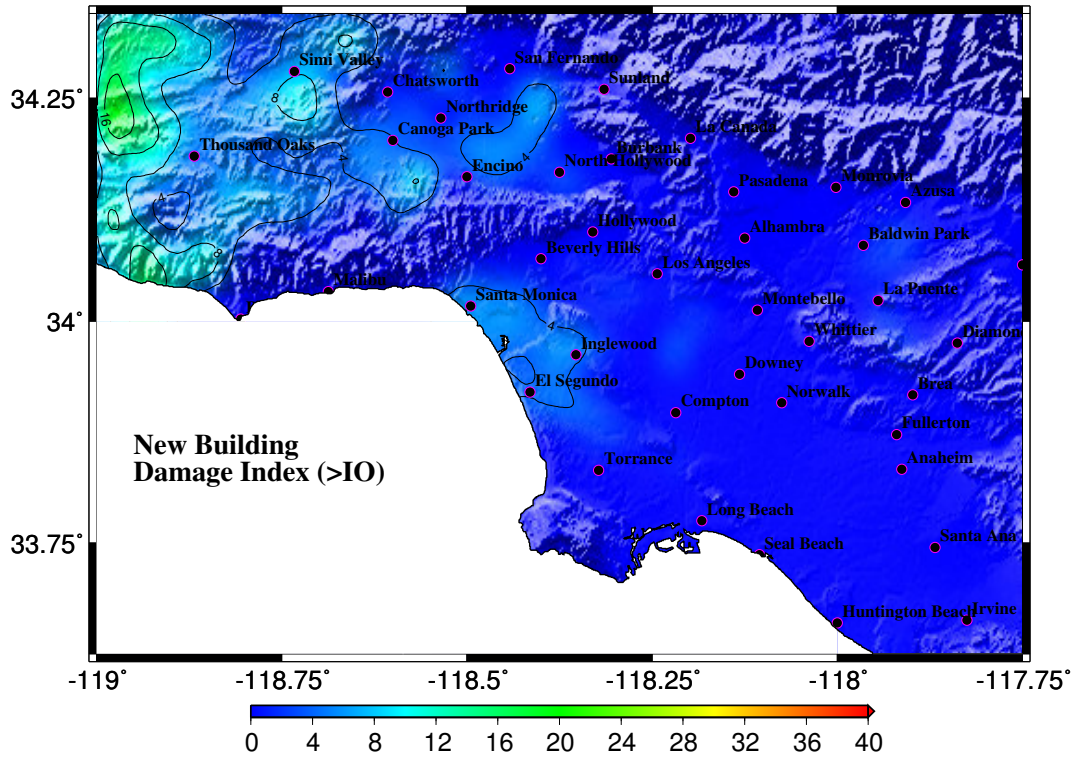 Simi Valley
San Fernando
Chatsworth
Sunland
8
34.25°
16
Northridge
Canoga Park
La Canada
Thousand Oaks
4
4
Burbank
North Hollywood
Encino
Pasadena
Monrovia
Azusa
4
Hollywood
Alhambra
Baldwin Park
8
Beverly Hills
Los Angeles
Malibu
Santa Monica
Montebello
La Puente
34°
4
Inglewood
Whittier
Diamon
El Segundo
Downey
Compton
Norwalk
Brea
Fullerton
New Building
Damage Index (>IO)
Torrance
Anaheim
Long Beach
33.75°
Seal Beach
Santa Ana
Huntington Beach
Irvine
-119° -118.75° -118.5° -118.25° -118° -117.75°
0 4 8 12 16 20 24 28 32 36 40